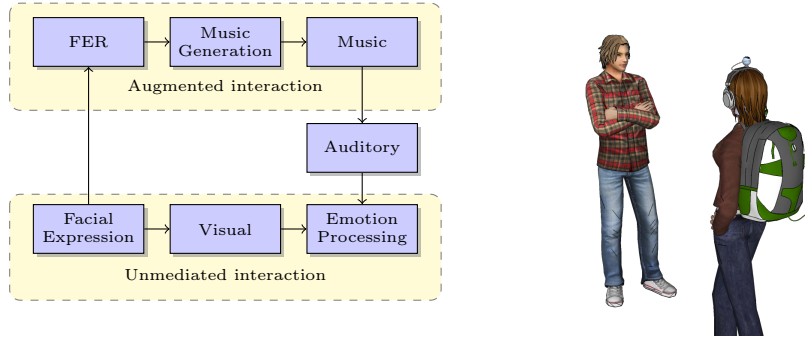 FER
Music
Generation
Music
Augmented interaction
Auditory
Facial
Expression
Visual
Emotion
Processing
Unmediated interaction